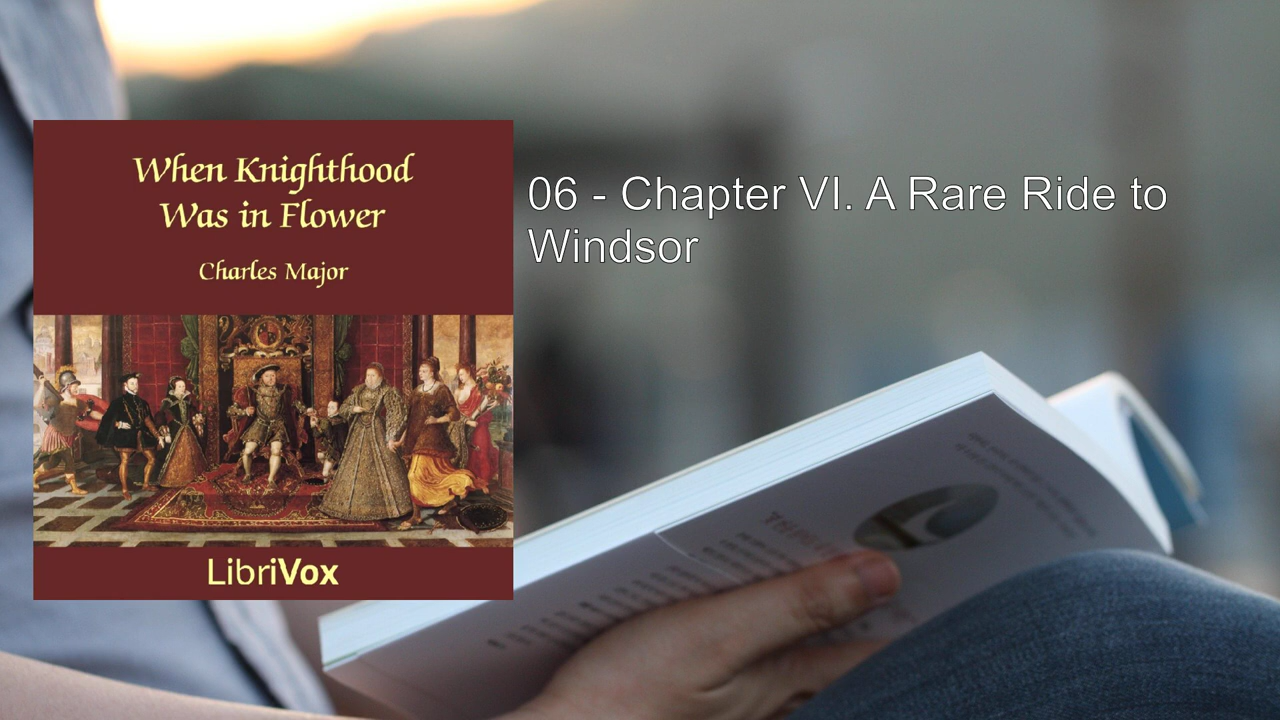 When Knighthood
Was in Flower
Charles Major
LibriVox
06 - Chapter VI. A Rare Ride to
Windsor